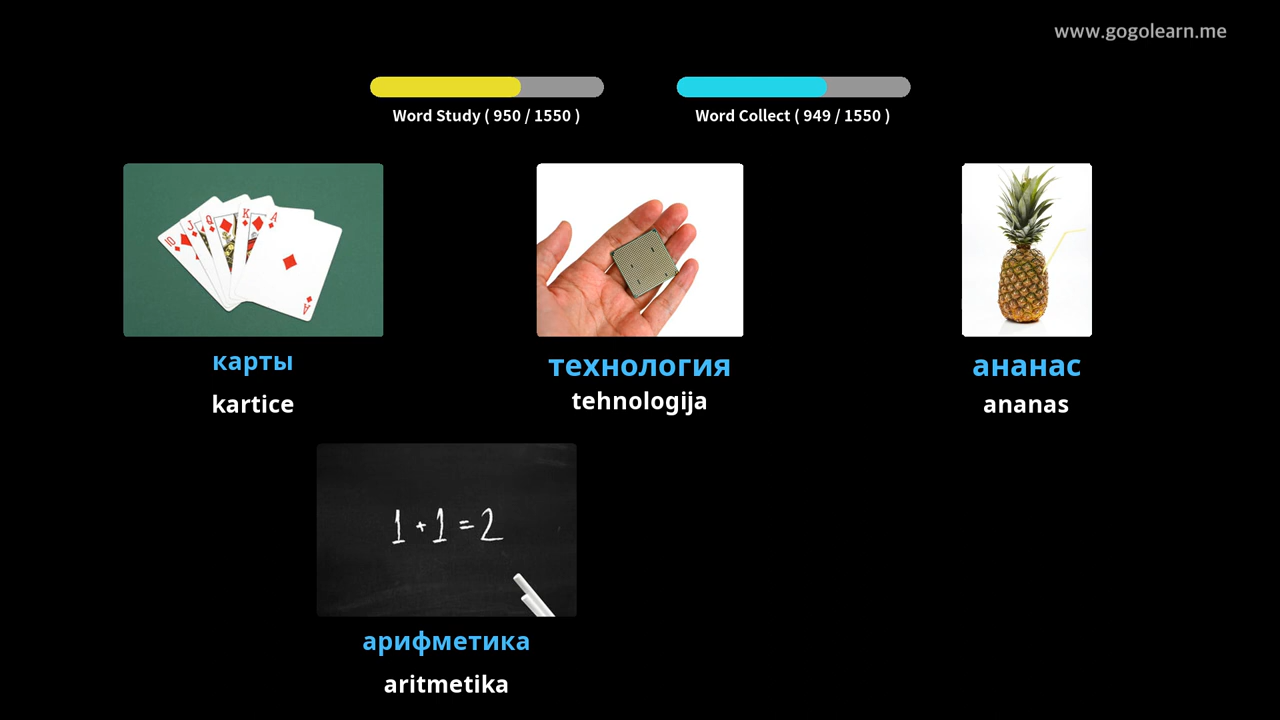 www.gogolearn.me
Word Study ( 950 / 1550 )
Word Collect ( 949 / 1550 )
10 J Q K A
A
карты
kartice
технология
tehnologija
ананас
ananas
1 + 1 = 2
арифметика
aritmetika